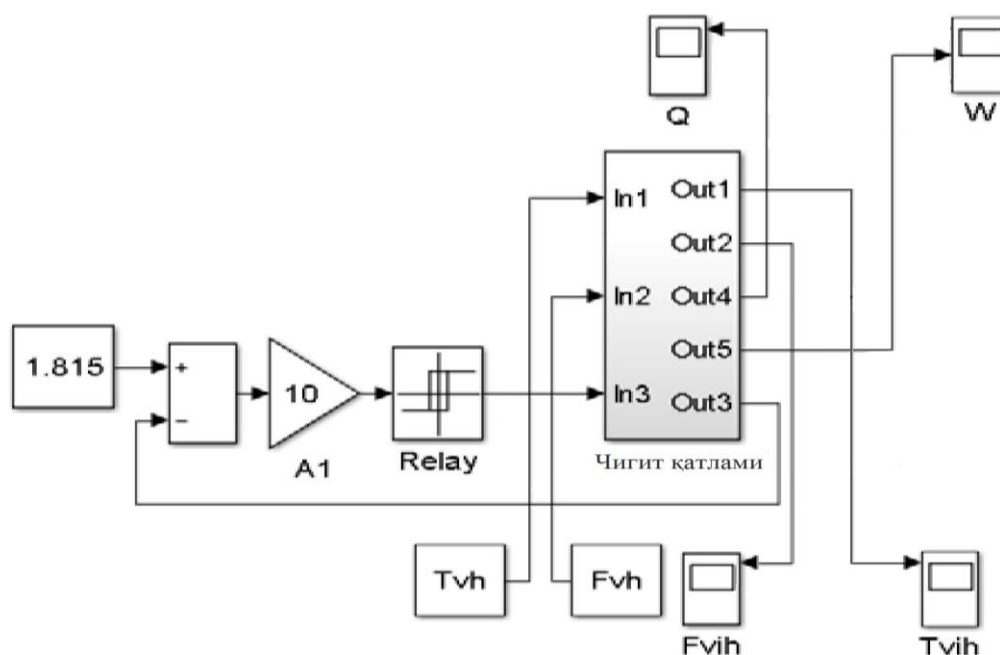 Q
W
In1
Out1
Out2
In2
Out4
Out5
In3
Out3
1.815
+
−
10
A1
Relay
Чигит қатлами
Tvh
Fvh
Fvih
Tvih